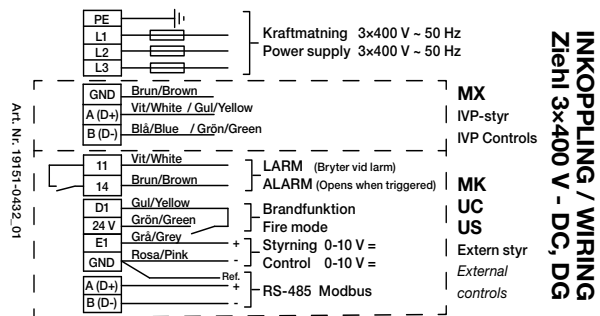 PE
L1
L2
L3
Kraftmatning 3×400 V ~ 50 Hz
Power supply 3×400 V ~ 50 Hz
GND Brun/Brown
A (D+) Vit/White / Gul/Yellow
B (D-) Blå/Blue / Grön/Green
MX
IVP-styr
IVP Controls
11 Vit/White
14 Brun/Brown
LARM (Bryter vid larm)
ALARM (Opens when triggered)
D1 Gul/Yellow
24 V Grön/Green
Brandfunktion
Fire mode
E1 Grå/Grey +
GND Rosa/Pink -
Styrning 0-10 V =
Control 0-10 V =
Ref.
A (D+) +
B (D-) -
RS-485 Modbus
MK
UC
US
Extern styr
External
controls
Art. Nr. 19151-0432_01
INKOPPLING / WIRING
Ziehl 3×400 V - DC, DG